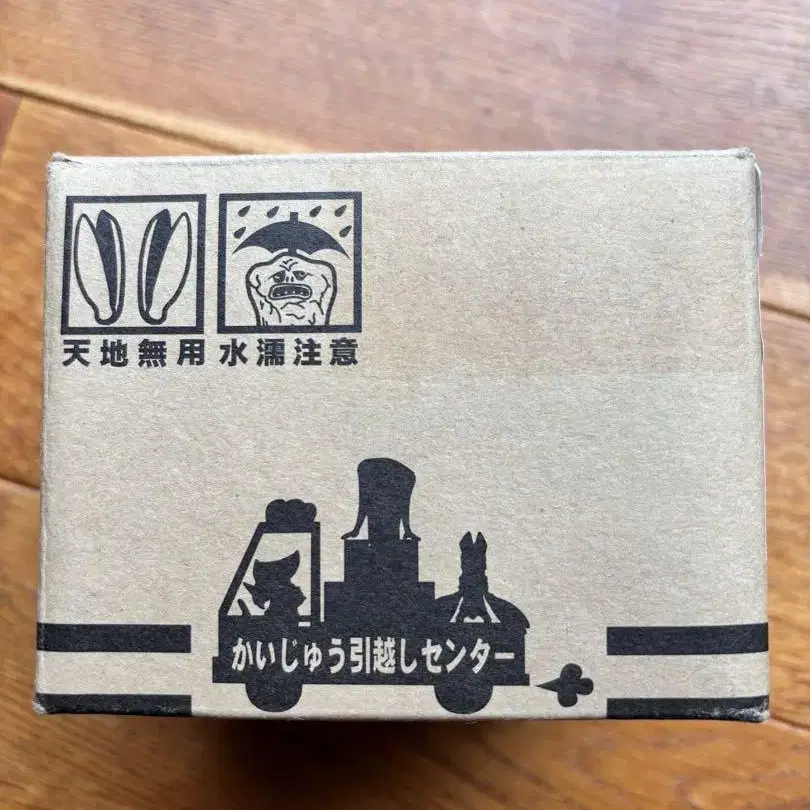 天地無用
水濡注意
かいじゅう引越しセンター